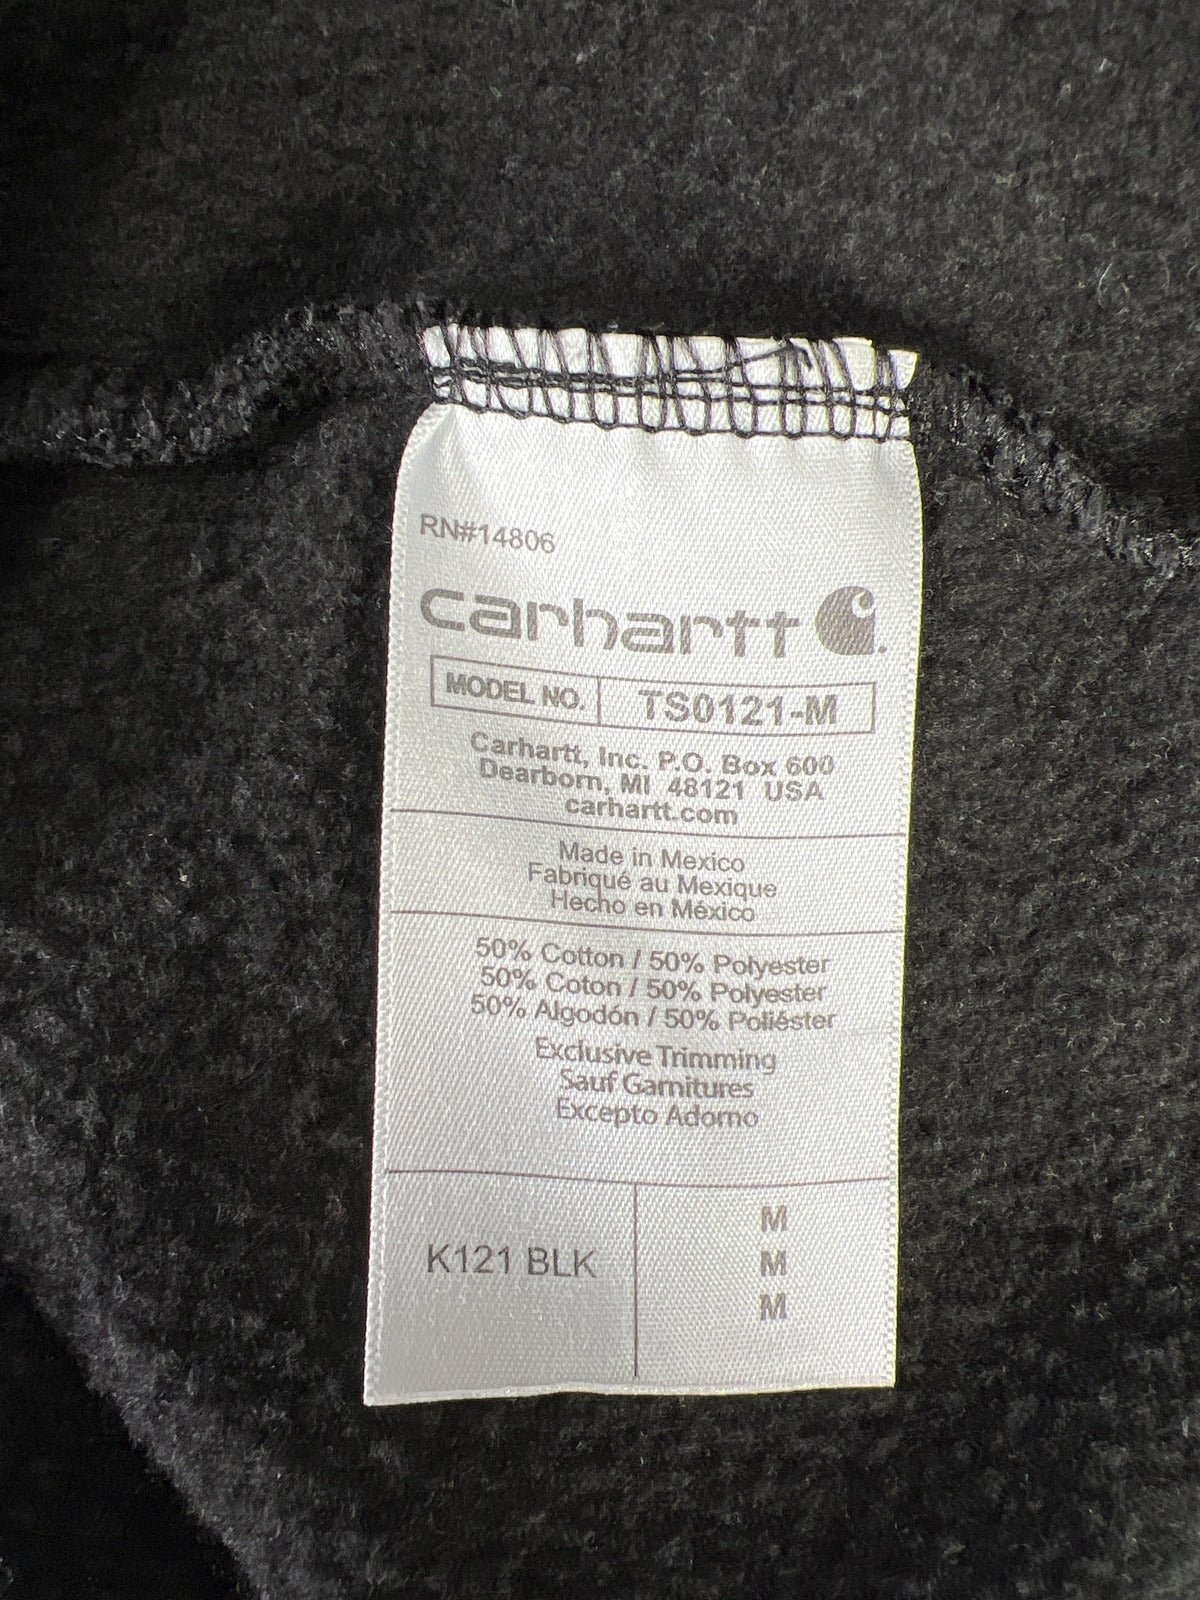 RN#14806
carhartt
MODEL NO. TS0121-M
Carhartt, Inc. P.O. Box 600
Dearborn, MI 48121 USA
carhartt.com
Made in Mexico
Fabriqué au Mexique
Hecho en México
50% Cotton / 50% Polyester
50% Coton / 50% Polyester
50% Algodón / 50% Poliéster
Exclusive Trimming
Sauf Garnitures
Excepto Adorno
K121 BLK
M
M
M